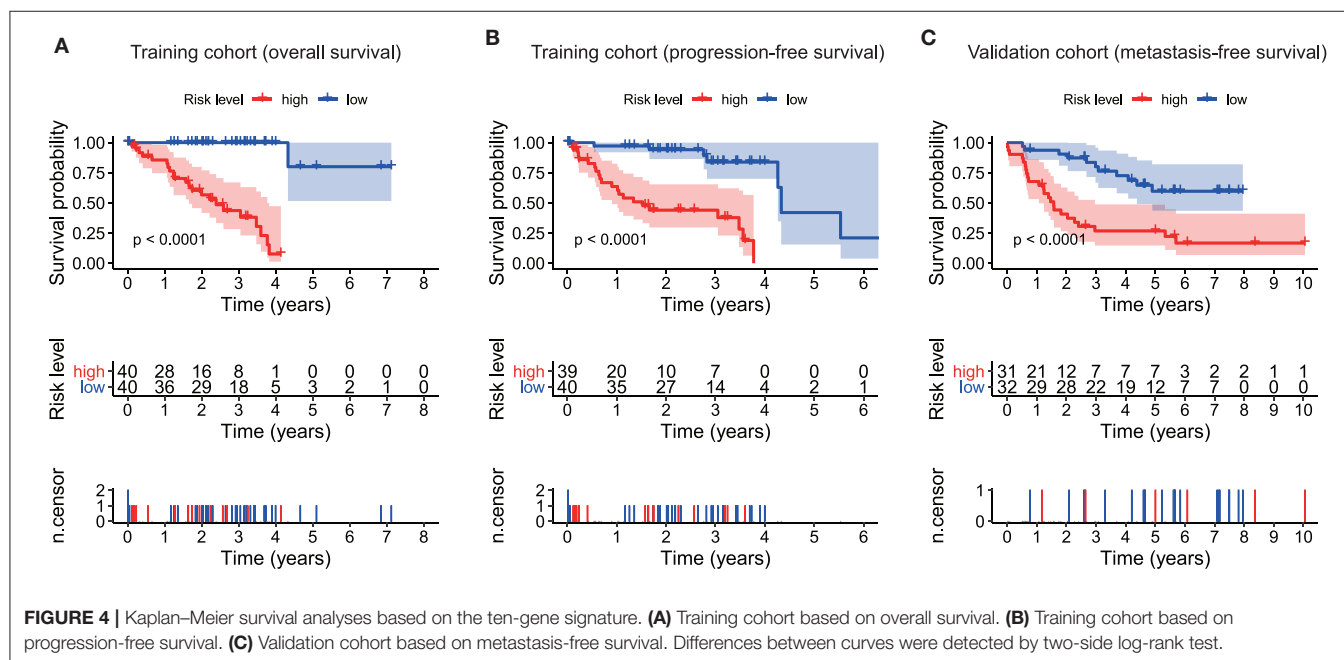 A
Training cohort (overall survival)
Risk level high low
Survival probability
1.00
0.75
0.50
0.25
0.00
p < 0.0001
0 1 2 3 4 5 6 7 8
Time (years)
Risk level
high 40 28 16 8 1 0 0 0 0
low 40 36 29 18 5 3 2 1 0
0 1 2 3 4 5 6 7 8
Time (years)
n.censor
2
1
0
0 1 2 3 4 5 6 7 8
Time (years)
B
Training cohort (progression-free survival)
Risk level high low
Survival probability
1.00
0.75
0.50
0.25
0.00
p < 0.0001
0 1 2 3 4 5 6
Time (years)
Risk level
high 39 20 10 7 0 0 0
low 40 35 27 14 4 2 1
0 1 2 3 4 5 6
Time (years)
n.censor
2
1
0
0 1 2 3 4 5 6
Time (years)
C
Validation cohort (metastasis-free survival)
Risk level high low
Survival probability
1.00
0.75
0.50
0.25
0.00
p < 0.0001
0 1 2 3 4 5 6 7 8 9 10
Time (years)
Risk level
high 31 21 12 7 7 7 3 2 2 1 1
low 32 29 28 22 19 12 7 7 0 0 0
0 1 2 3 4 5 6 7 8 9 10
Time (years)
n.censor
1
0
0 1 2 3 4 5 6 7 8 9 10
Time (years)
FIGURE 4 | Kaplan–Meier survival analyses based on the ten-gene signature. (A) Training cohort based on overall survival. (B) Training cohort based on
progression-free survival. (C) Validation cohort based on metastasis-free survival. Differences between curves were detected by two-side log-rank test.